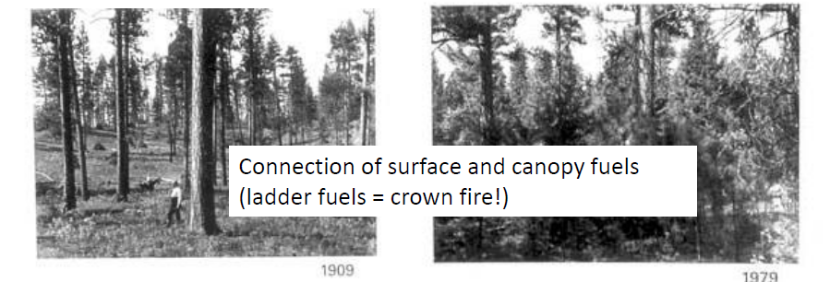 Connection of surface and canopy fuels
(ladder fuels = crown fire!)
1909
1979